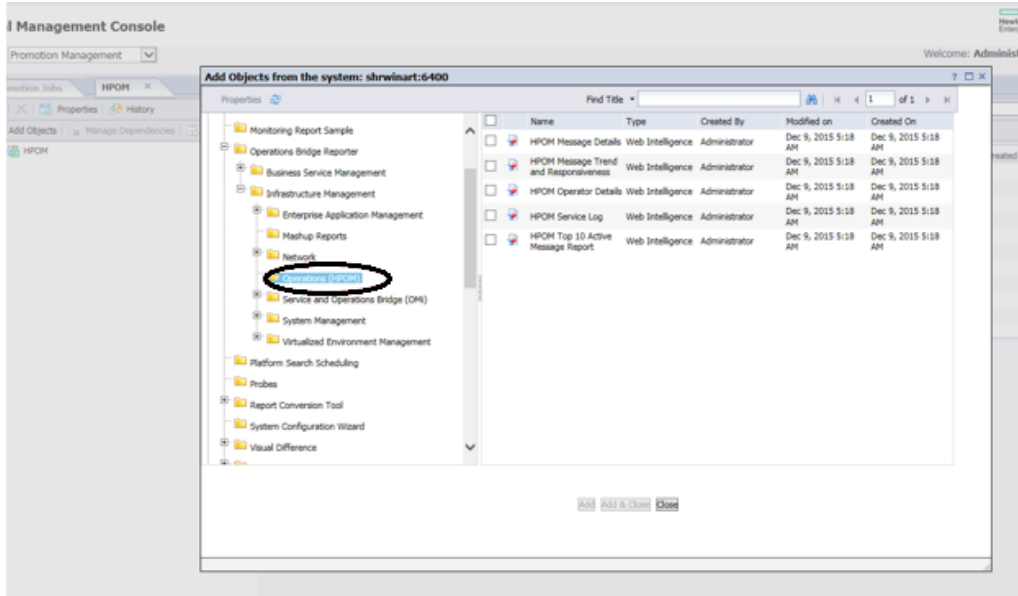 l Management Console
Hewl
Enter
Promotion Management
Welcome: Administ
omotion Jobs
HPOM
Properties
History
Add Objects
Manage Dependencies
HPOM
reated
Add Objects from the system: shrwinart:6400
?
Properties
Find Title
1
of 1
Name
Type
Created By
Modified on
Created On
HPOM Message Details
Web Intelligence
Administrator
Dec 9, 2015 5:18
AM
Dec 9, 2015 5:18
AM
HPOM Message Trend
and Responsiveness
Web Intelligence
Administrator
Dec 9, 2015 5:18
AM
Dec 9, 2015 5:18
AM
HPOM Operator Details
Web Intelligence
Administrator
Dec 9, 2015 5:18
AM
Dec 9, 2015 5:18
AM
HPOM Service Log
Web Intelligence
Administrator
Dec 9, 2015 5:18
AM
Dec 9, 2015 5:18
AM
HPOM Top 10 Active
Message Report
Web Intelligence
Administrator
Dec 9, 2015 5:18
AM
Dec 9, 2015 5:18
AM
Monitoring Report Sample
Operations Bridge Reporter
Business Service Management
Infrastructure Management
Enterprise Application Management
Mashup Reports
Network
Operations (HPOM)
Service and Operations Bridge (OMi)
System Management
Virtualized Environment Management
Platform Search Scheduling
Probes
Report Conversion Tool
System Configuration Wizard
Visual Difference
Add
Add & Close
Close